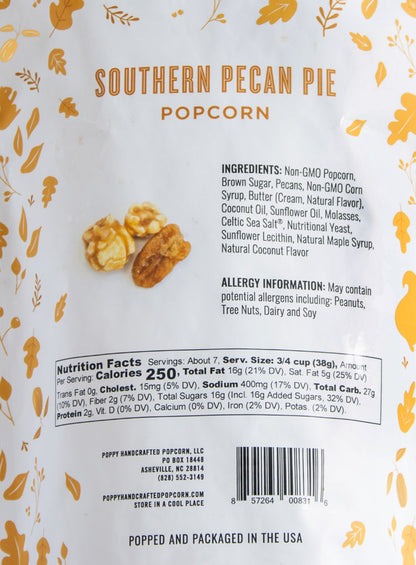 SOUTHERN PECAN PIE
POPCORN
INGREDIENTS: Non-GMO Popcorn,
Brown Sugar, Pecans, Non-GMO Corn
Syrup, Butter (Cream, Natural Flavor),
Coconut Oil, Sunflower Oil, Molasses,
Celtic Sea Salt®, Nutritional Yeast,
Sunflower Lecithin, Natural Maple Syrup,
Natural Coconut Flavor
ALLERGY INFORMATION: May contain
potential allergens including: Peanuts,
Tree Nuts, Dairy and Soy
Nutrition Facts Servings: About 7, Serv. Size: 3/4 cup (38g), Amount
Per Serving: Calories 250, Total Fat 16g (21% DV), Sat. Fat 5g (25% DV)
Trans Fat 0g, Cholest. 15mg (5% DV), Sodium 400mg (17% DV), Total Carb. 27g
(10% DV), Fiber 2g (7% DV), Total Sugars 16g (Incl. 16g Added Sugars, 32% DV),
Protein 2g, Vit. D (0% DV), Calcium (0% DV), Iron (2% DV), Potas. (2% DV).
POPPY HANDCRAFTED POPCORN, LLC
PO BOX 18448
ASHEVILLE, NC 28814
(828) 552-3149
POPPYHANDCRAFTEDPOPCORN.COM
STORE IN A COOL PLACE
8 57264 00831 6
POPPED AND PACKAGED IN THE USA